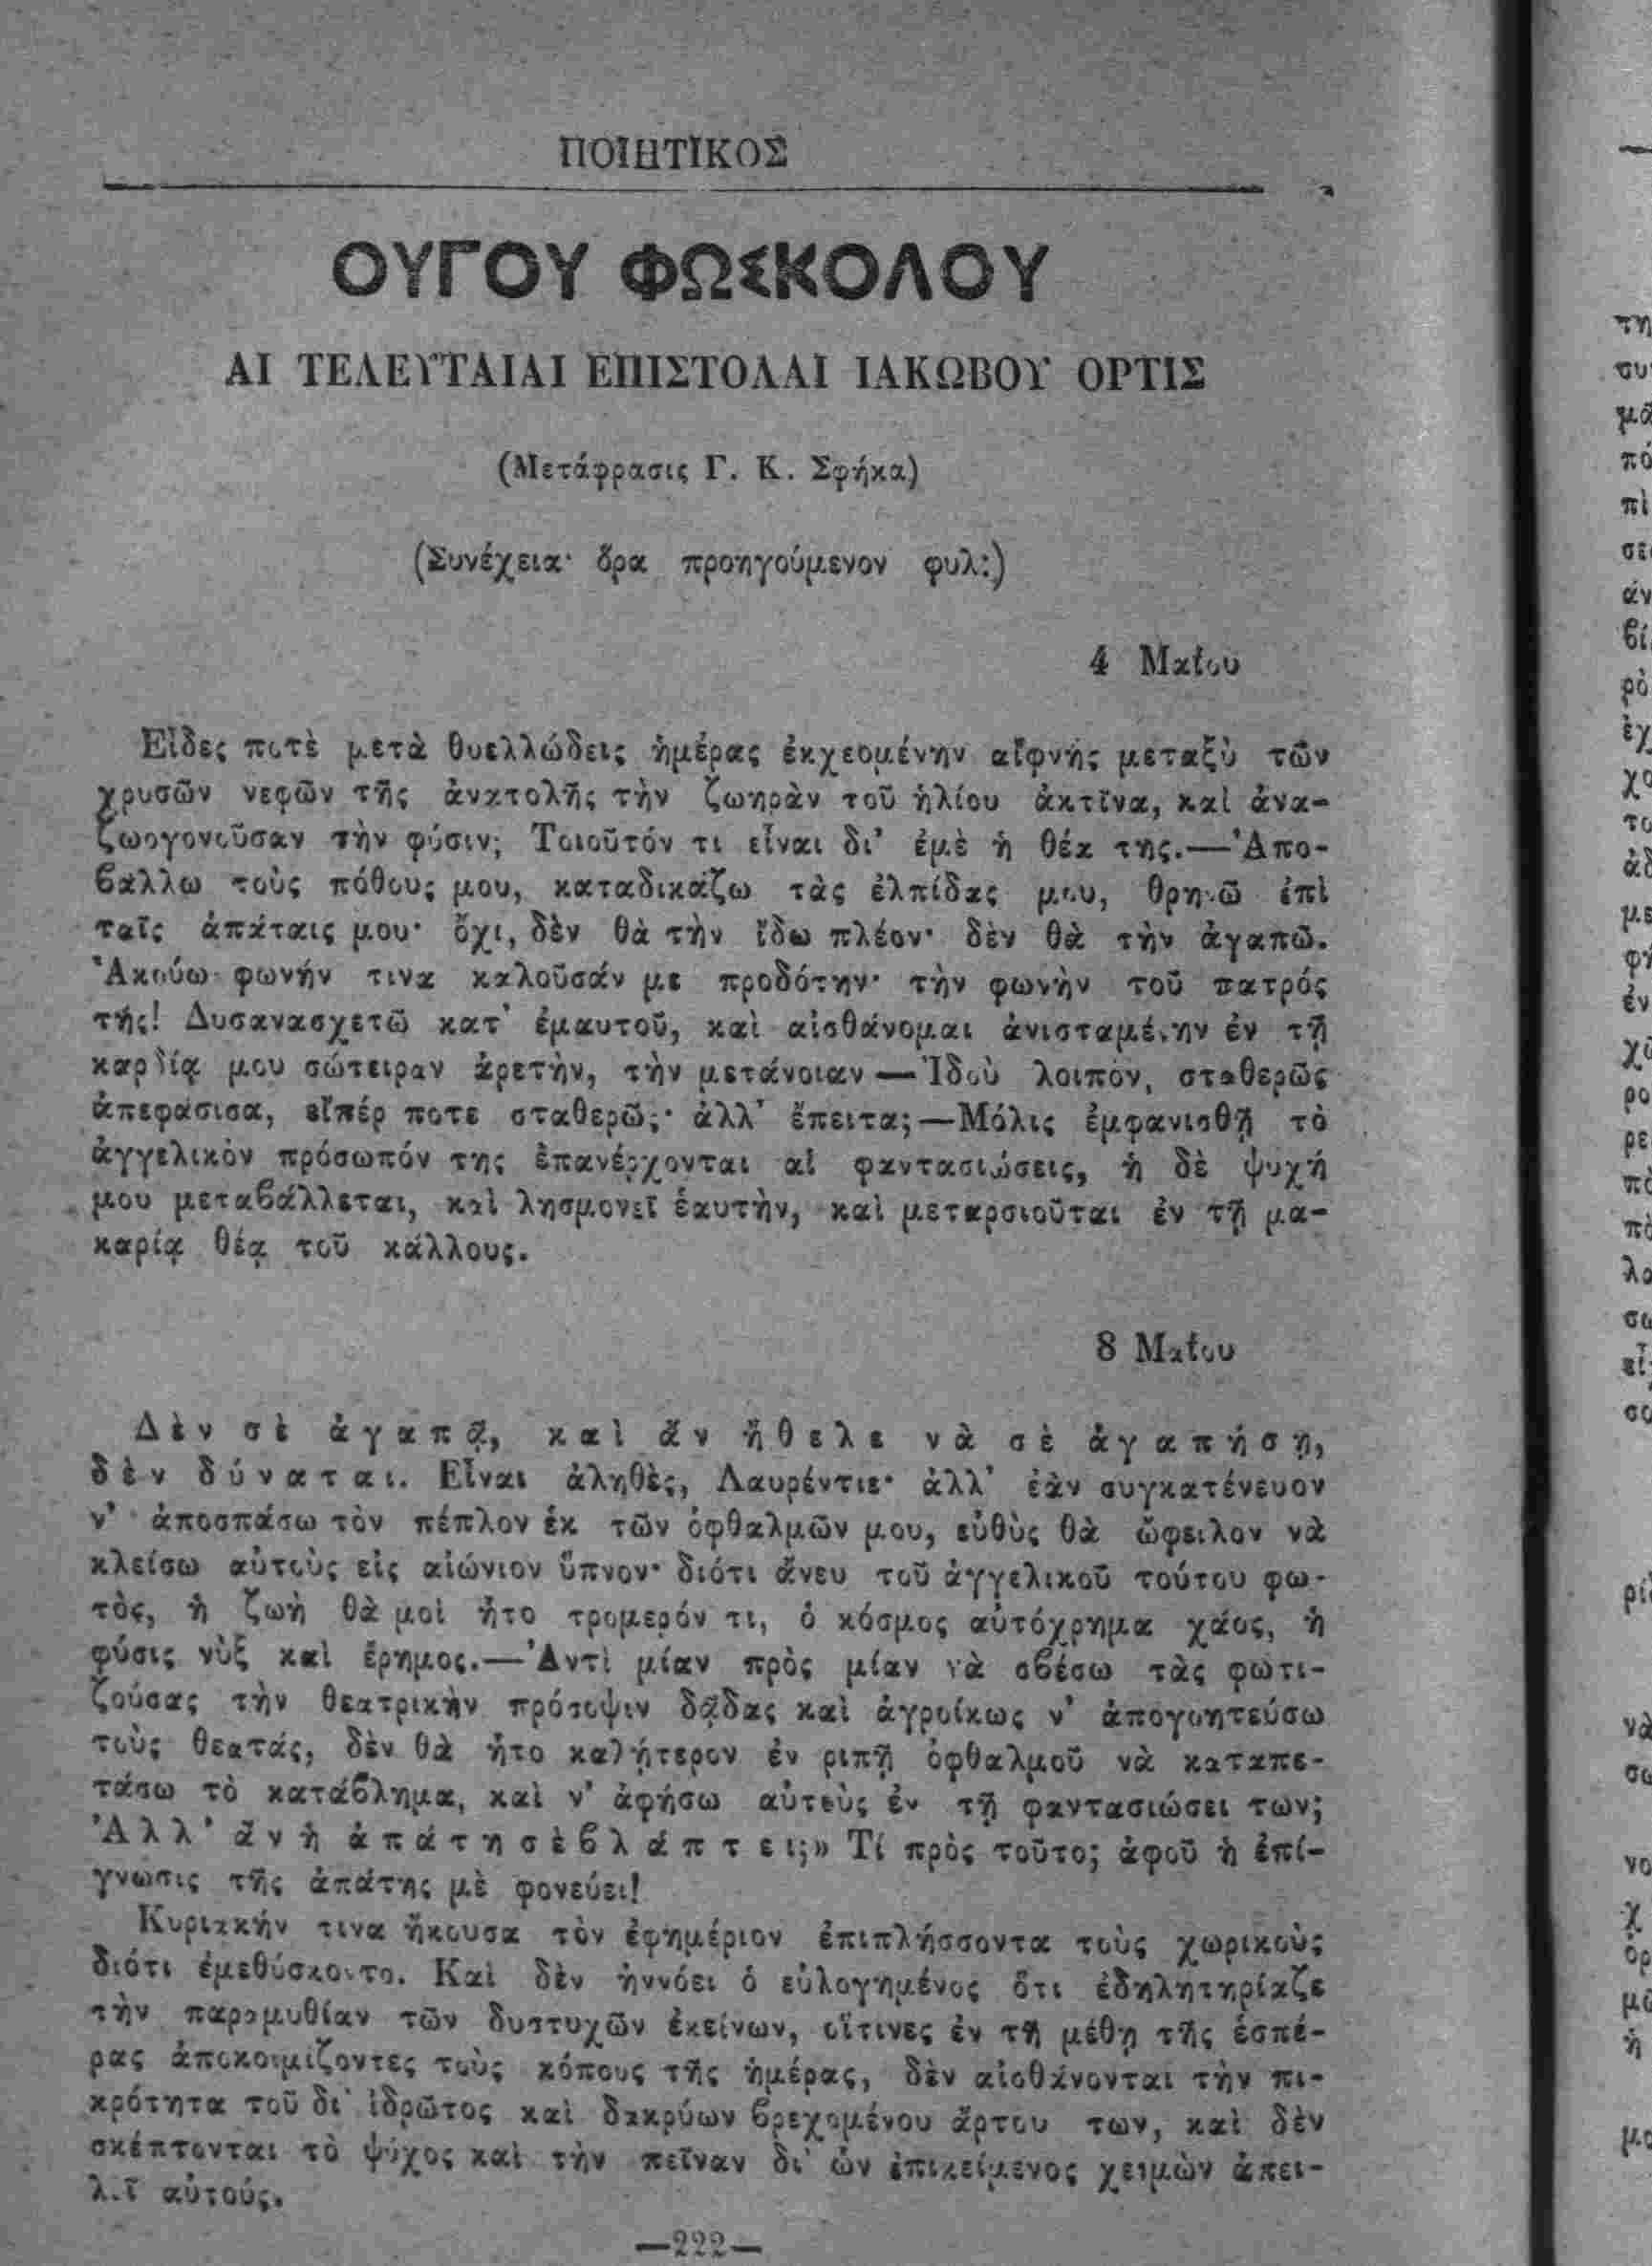 ΠΟΙΗΤΙΚΟΣ
ΟΥΓΟΥ ΦΩΣΚΟΛΟΥ
ΑΙ ΤΕΛΕΥΤΑΙΑΙ ΕΠΙΣΤΟΛΑΙ ΙΑΚΩΒΟΥ ΟΡΤΙΣ
(Μετάφρασις Γ. Κ. Σφήκα)
(Συνέχεια· ὅρα προηγούμενον φυλ:)
4 Μαΐου
Εἶδες ποτὲ μετὰ θυελλώδεις ἡμέρας ἐκχεομένην αἴφνης μεταξὺ τῶν
χρυσῶν νεφῶν τῆς ἀνατολῆς τὴν ζωηρὰν τοῦ ἡλίου ἀκτῖνα, καὶ ἀνα-
ζωογονοῦσαν τὴν φύσιν; Τοιοῦτόν τι εἶναι δι’ ἐμὲ ἡ θέα της.—Ἀπο-
βάλλω τοὺς πόθους μου, καταδικάζω τὰς ἐλπίδας μου, θρηνῶ ἐπὶ
ταῖς ἀπάταις μου· ὄχι, δὲν θὰ τὴν ἴδω πλέον· δὲν θὰ τὴν ἀγαπῶ.
Ἀκούω φωνήν τινα καλοῦσάν με προδότην· τὴν φωνὴν τοῦ πατρός
τής! Δυσανασχετῶ κατ’ ἐμαυτοῦ, καὶ αἰσθάνομαι ἀνισταμένην ἐν τῇ
καρδίᾳ μου σώτειραν ἀρετὴν, τὴν μετάνοιαν — Ἰδοὺ λοιπόν, σταθερῶς
ἀπεφάσισα, εἴπέρ ποτε σταθερῶς· ἀλλ’ ἔπειτα;—Μόλις ἐμφανισθῇ τὸ
ἀγγελικὸν πρόσωπόν της ἐπανέρχονται αἱ φαντασιώσεις, ἡ δὲ ψυχή
μου μεταβάλλεται, καὶ λησμονεῖ ἑαυτὴν, καὶ μεταρσιοῦται ἐν τῇ μα-
καρίᾳ θέᾳ τοῦ κάλλους.
8 Μαΐου
Δὲν σὲ ἀγαπᾷ, καὶ ἄν ἤθελε νὰ σὲ ἀγαπήσῃ,
δὲν δύναται. Εἶναι ἀληθὲς, Λαυρέντιε· ἀλλ’ ἐὰν συγκατένευον
ν’ ἀποσπάσω τὸν πέπλον ἐκ τῶν ὀφθαλμῶν μου, εὐθὺς θὰ ὤφειλον νὰ
κλείσω αὐτοὺς εἰς αἰώνιον ὕπνον· διότι ἄνευ τοῦ ἀγγελικοῦ τούτου φω-
τὸς, ἡ ζωὴ θὰ μοὶ ἦτο τρομερόν τι, ὁ κόσμος αὐτόχρημα χάος, ἡ
φύσις νὺξ καὶ ἔρημος.—Ἀντὶ μίαν πρὸς μίαν νὰ σβέσω τὰς φωτι-
ζούσας τὴν θεατρικὴν πρόσοψιν δᾷδας καὶ ἀγροίκως ν’ ἀπογοητεύσω
τοὺς θεατάς, δὲν θὰ ἦτο καλήτερον ἐν ριπῇ ὀφθαλμοῦ νὰ καταπε-
τάσω τὸ κατάβλημα, καὶ ν’ ἀφήσω αὐτοὺς ἐν τῇ φαντασιώσει των;
Ἀλλ’ ἄν ἡ ἀπάτη σὲ βλάπτει;» Τί πρὸς τοῦτο; ἀφοῦ ἡ ἐπί-
γνωσις τῆς ἀπάτης μὲ φονεύει!
Κυριακήν τινα ἤκουσα τὸν ἐφημέριον ἐπιπλήσσοντα τοὺς χωρικοὺς
διότι ἐμεθύσκοντο. Καὶ δὲν ἠννόει ὁ εὐλογημένος ὅτι ἐδηλητηρίαζε
τὴν παραμυθίαν τῶν δυστυχῶν ἐκείνων, οἵτινες ἐν τῇ μέθῃ τῆς ἑσπέ-
ρας ἀποκοιμίζοντες τοὺς κόπους τῆς ἡμέρας, δὲν αἰσθάνονται τὴν πι-
κρότητα τοῦ δι’ ἱδρῶτος καὶ δακρύων βρεχομένου ἄρτου των, καὶ δὲν
σκέπτονται τὸ ψύχος καὶ τὴν πεῖναν δι’ ὧν ἐπικείμενος χειμὼν ἀπει-
λεῖ αὐτούς.
—222—